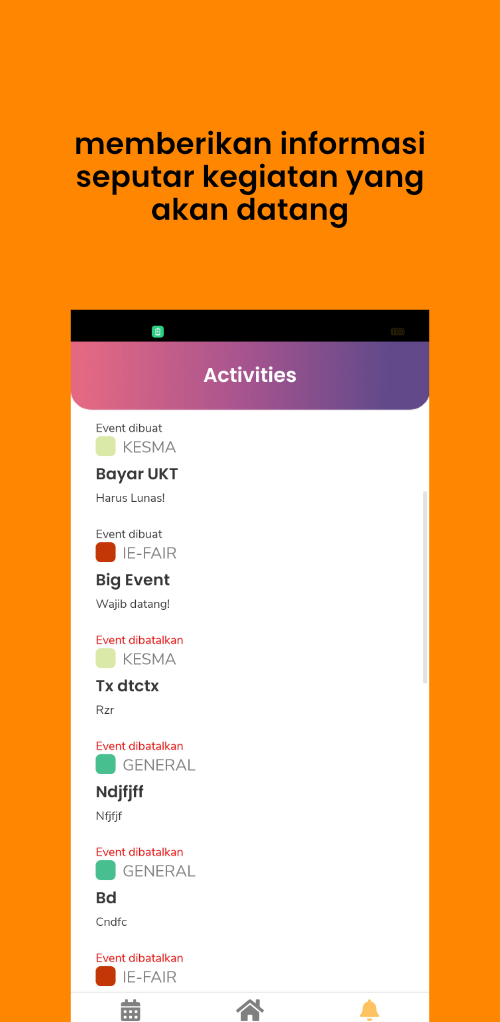 memberikan informasi
seputar kegiatan yang
akan datang
Activities
Event dibuat
KESMA
Bayar UKT
Harus Lunas!
Event dibuat
IE-FAIR
Big Event
Wajib datang!
Event dibatalkan
KESMA
Tx dtctx
Rzr
Event dibatalkan
GENERAL
Ndjfjff
Nfjfjf
Event dibatalkan
GENERAL
Bd
Cndfc
Event dibatalkan
IE-FAIR